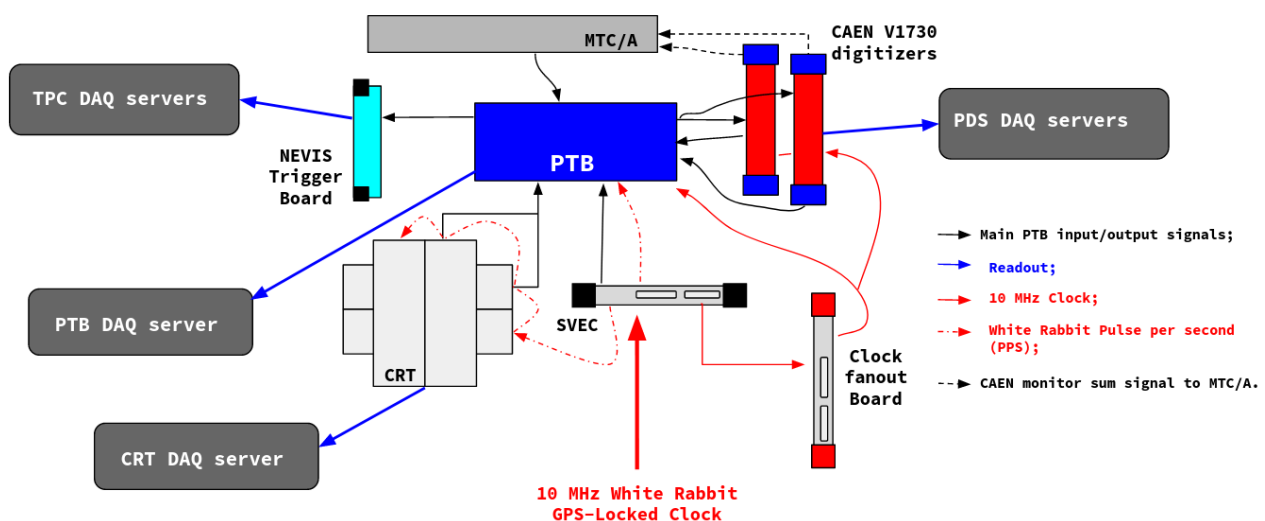 MTC/A
CAEN V1730
digitizers
TPC DAQ servers
PDS DAQ servers
NEVIS
Trigger
Board
PTB
Main PTB input/output signals;
Readout;
10 MHz Clock;
White Rabbit Pulse per second
(PPS);
CAEN monitor sum signal to MTC/A.
PTB DAQ server
SVEC
CRT
Clock
fanout
Board
CRT DAQ server
10 MHz White Rabbit
GPS-Locked Clock